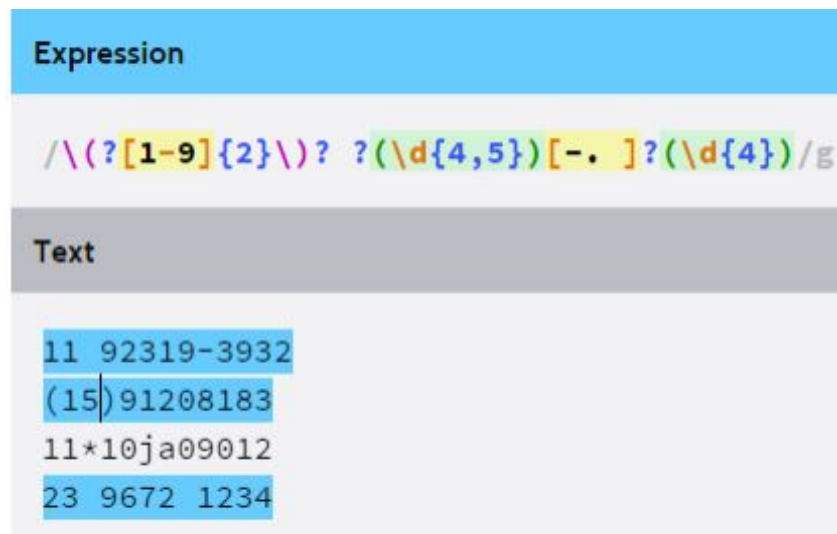 Expression
/\(?[1-9]{2}\)? ?(\d{4,5})[-. ]?(\d{4})/g
Text
11 92319-3932
(15)91208183
11*10ja09012
23 9672 1234